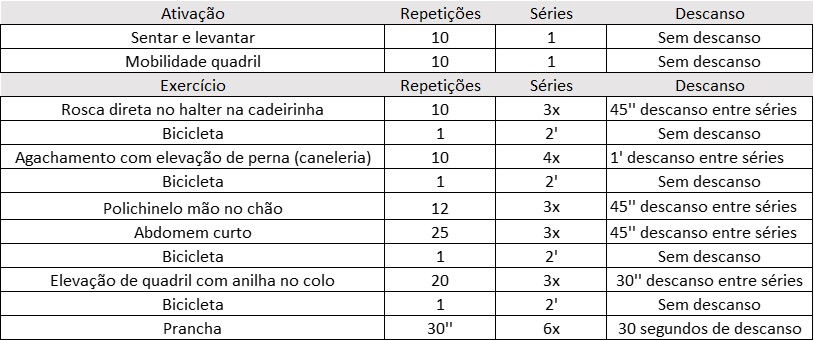 Ativação Repetições Séries Descanso
Sentar e levantar 10 1 Sem descanso
Mobilidade quadril 10 1 Sem descanso
Exercício Repetições Séries Descanso
Rosca direta no halter na cadeirinha 10 3x 45'' descanso entre séries
Bicicleta 1 2' Sem descanso
Agachamento com elevação de perna (caneleria) 10 4x 1' descanso entre séries
Bicicleta 1 2' Sem descanso
Polichinelo mão no chão 12 3x 45'' descanso entre séries
Abdomem curto 25 3x 45'' descanso entre séries
Bicicleta 1 2' Sem descanso
Elevação de quadril com anilha no colo 20 3x 30'' descanso entre séries
Bicicleta 1 2' Sem descanso
Prancha 30'' 6x 30 segundos de descanso